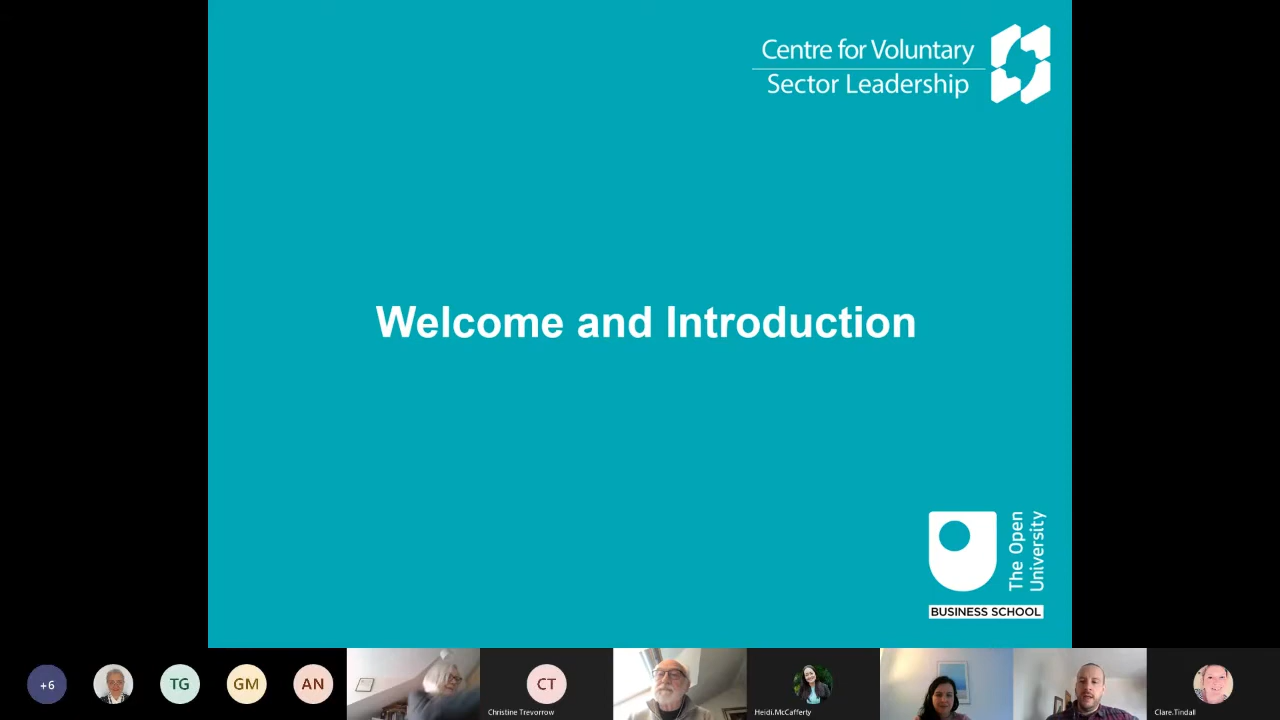 Centre for Voluntary
Sector Leadership
Welcome and Introduction
The Open
University
BUSINESS SCHOOL
+6
TG
GM
AN
CT
Christine Trevorrow
Heidi.McCafferty
Clare.Tindall